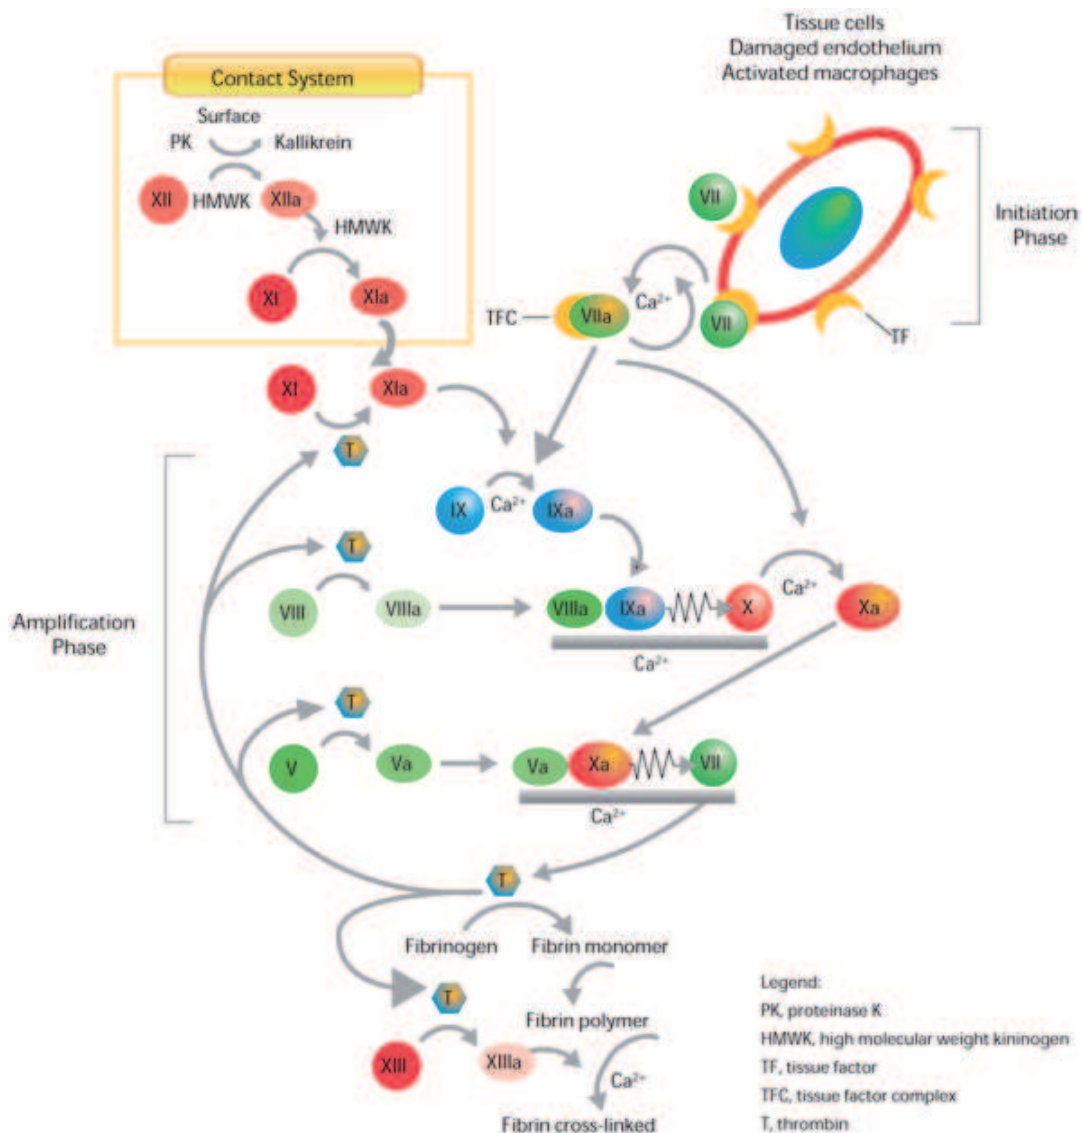 Tissue cells
Damaged endothelium
Activated macrophages
Contact System
Surface
PK Kallikrein
XII HMWK XIIa
HMWK
XI XIa
VII
Initiation
Phase
TFC VIIa Ca²⁺ VII
TF
XI XIa
T
IX Ca²⁺ IXa
T
VIII VIIIa VIIIa IXa X Ca²⁺ Xa
Ca²⁺
Amplification
Phase
T
V Va Va Xa VII
Ca²⁺
T
Fibrinogen Fibrin monomer
T
Fibrin polymer
XIII XIIIa
Ca²⁺
Fibrin cross-linked
Legend:
PK, proteinase K
HMWK, high molecular weight kininogen
TF, tissue factor
TFC, tissue factor complex
T, thrombin